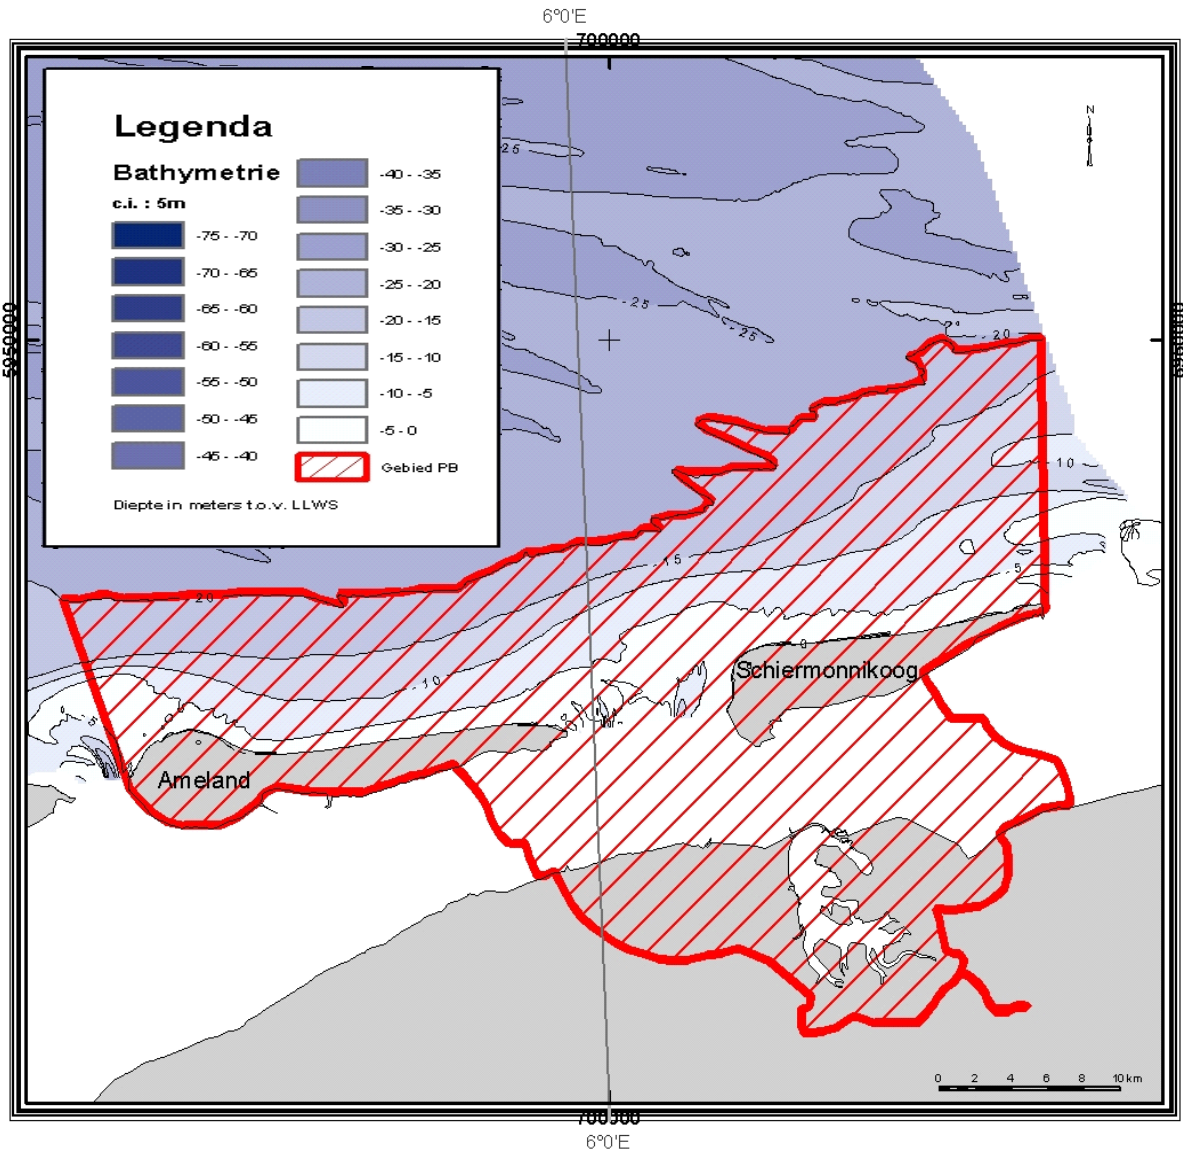 6°0'E
700000
N
Legenda
Bathymetrie
c.i. : 5m
-75 - -70
-70 - -65
-65 - -60
-60 - -55
-55 - -50
-50 - -45
-45 - -40
-40 - -35
-35 - -30
-30 - -25
-25 - -20
-20 - -15
-15 - -10
-10 - -5
-5 - 0
Gebied PB
Diepte in meters t.o.v. LLWS
25
-25
-25
-20
5950000
-10
-15
-5
20
-10
0
Schiermonnikoog
-5
0
Ameland
0 2 4 6 8 10 km
700000
6°0'E